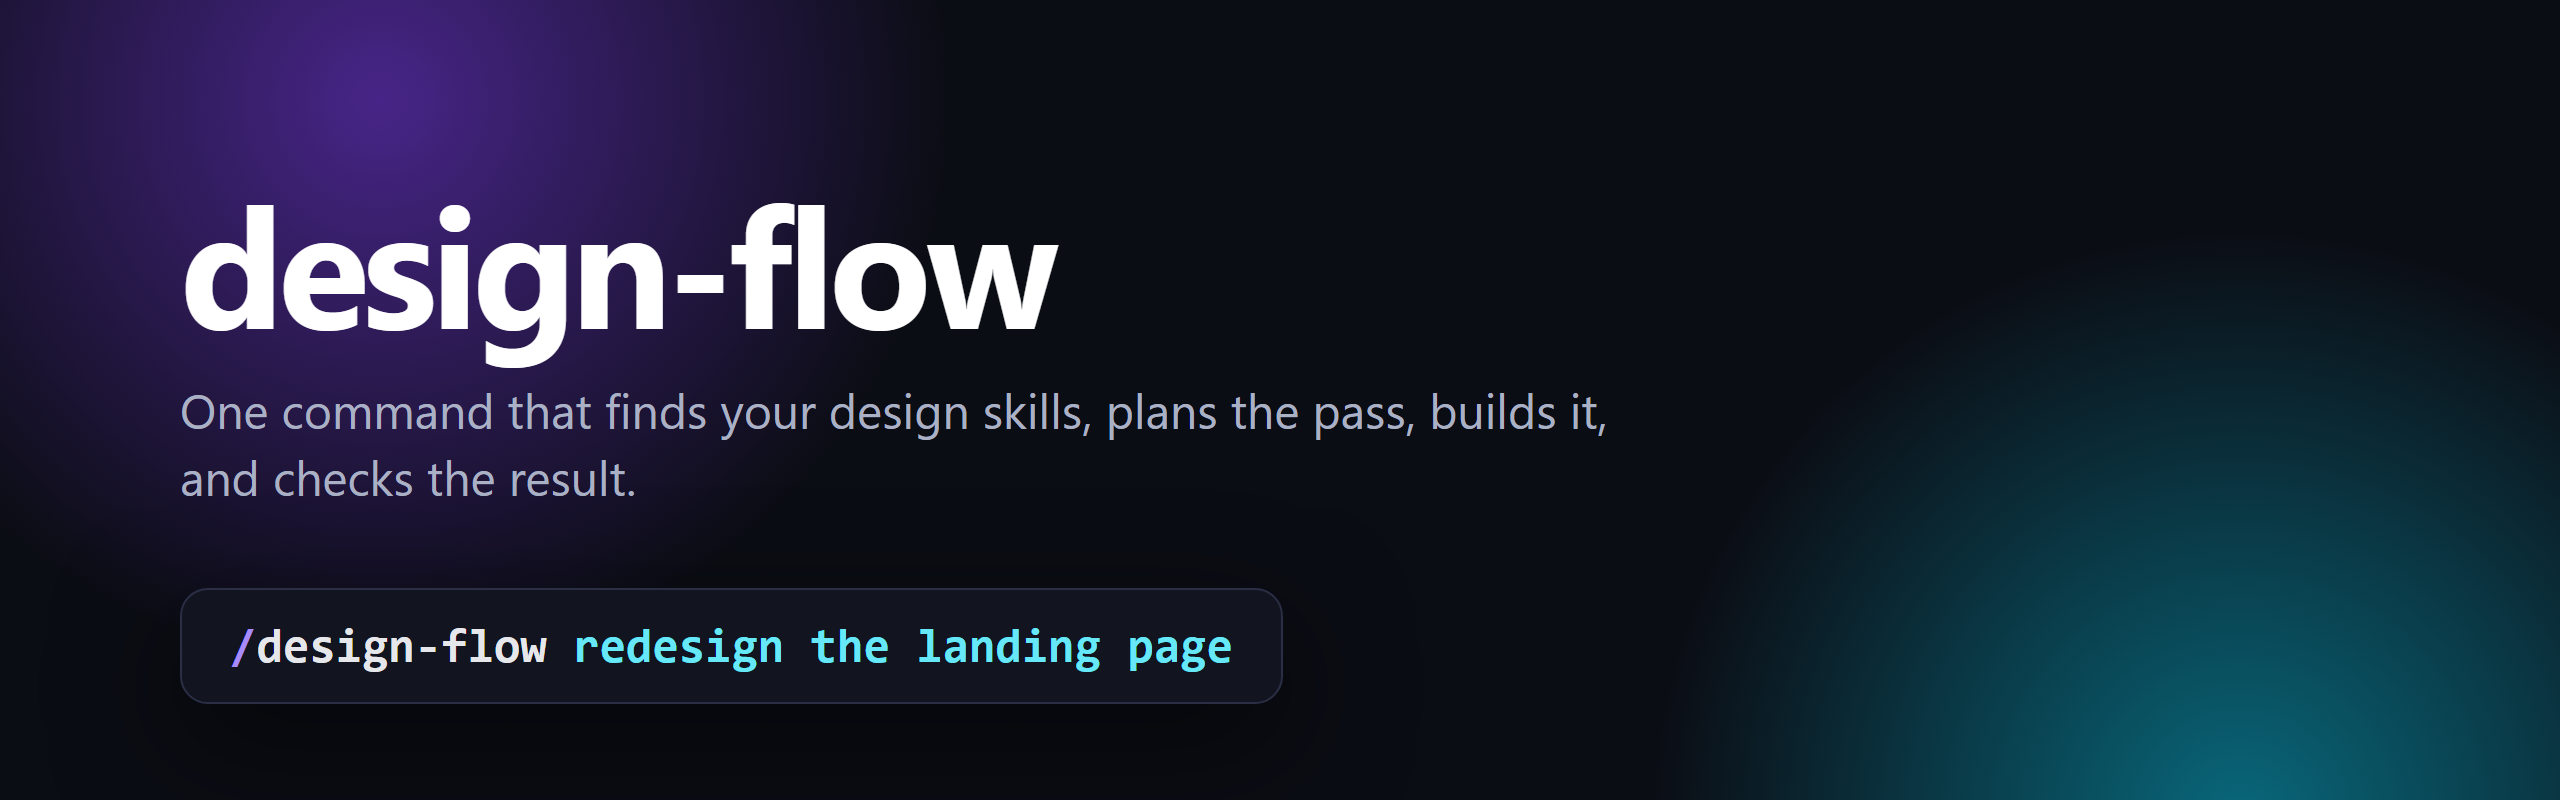 design-flow
One command that finds your design skills, plans the pass, builds it,
and checks the result.
/design-flow redesign the landing page